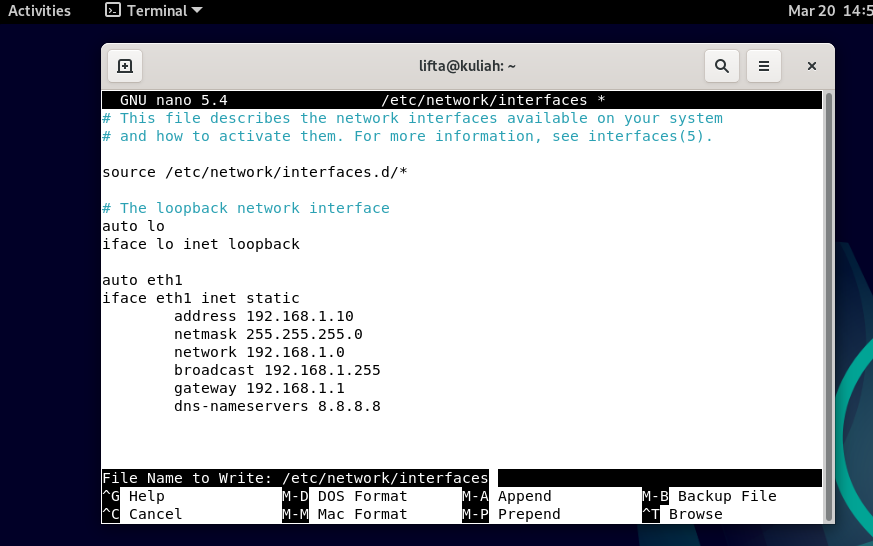 Activities Terminal Mar 20 14:5
lifta@kuliah: ~
GNU nano 5.4 /etc/network/interfaces *
# This file describes the network interfaces available on your system
# and how to activate them. For more information, see interfaces(5).
source /etc/network/interfaces.d/*
# The loopback network interface
auto lo
iface lo inet loopback
auto eth1
iface eth1 inet static
address 192.168.1.10
netmask 255.255.255.0
network 192.168.1.0
broadcast 192.168.1.255
gateway 192.168.1.1
dns-nameservers 8.8.8.8
File Name to Write: /etc/network/interfaces
^G Help M-D DOS Format M-A Append M-B Backup File
^C Cancel M-M Mac Format M-P Prepend ^T Browse